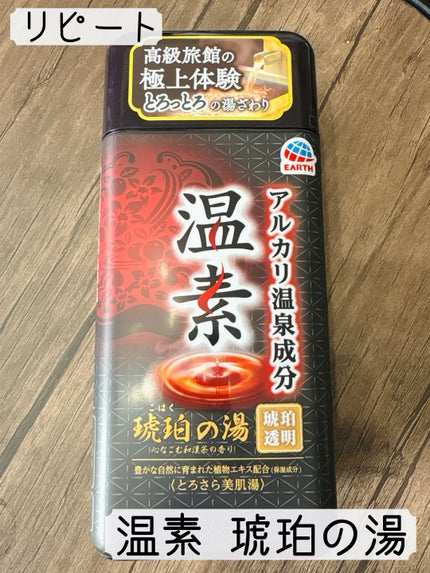 リピート
高級旅館の
極上体験
とろっとろの湯ざわり
EARTH
アルカリ温泉成分
温素
こはく
琥珀の湯
(心なごむ和漢茶の香り)
琥珀
透明
豊かな自然に育まれた植物エキス配合(保湿成分)
〈とろさら美肌湯〉
温素 琥珀の湯